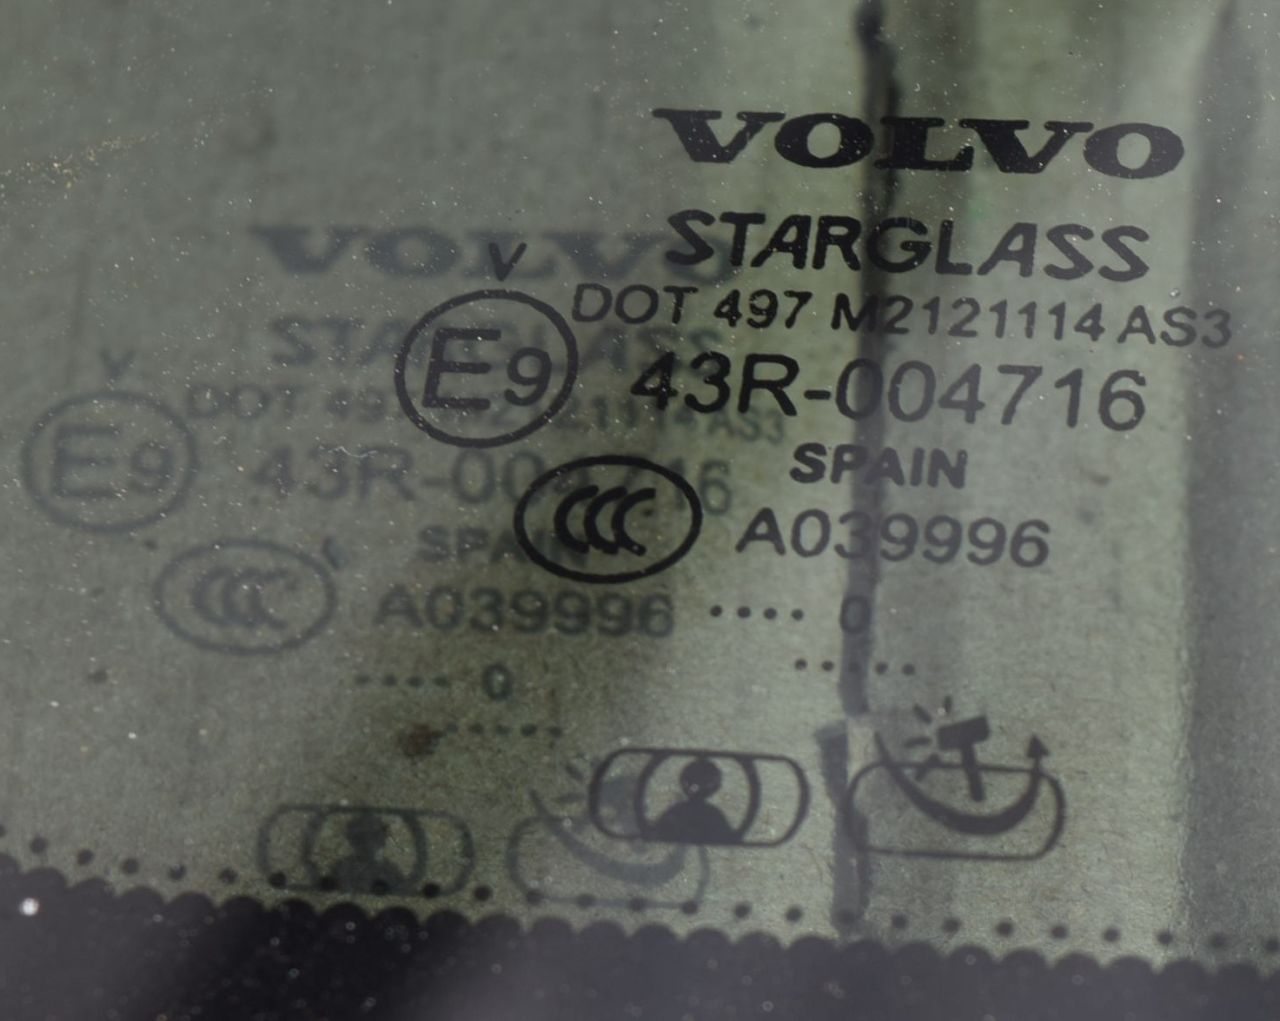 VOLVO
STARGLASS
V
DOT 497 M2121114 AS3
E9
43R-004716
SPAIN
CCC
A039996
.... 0
.....